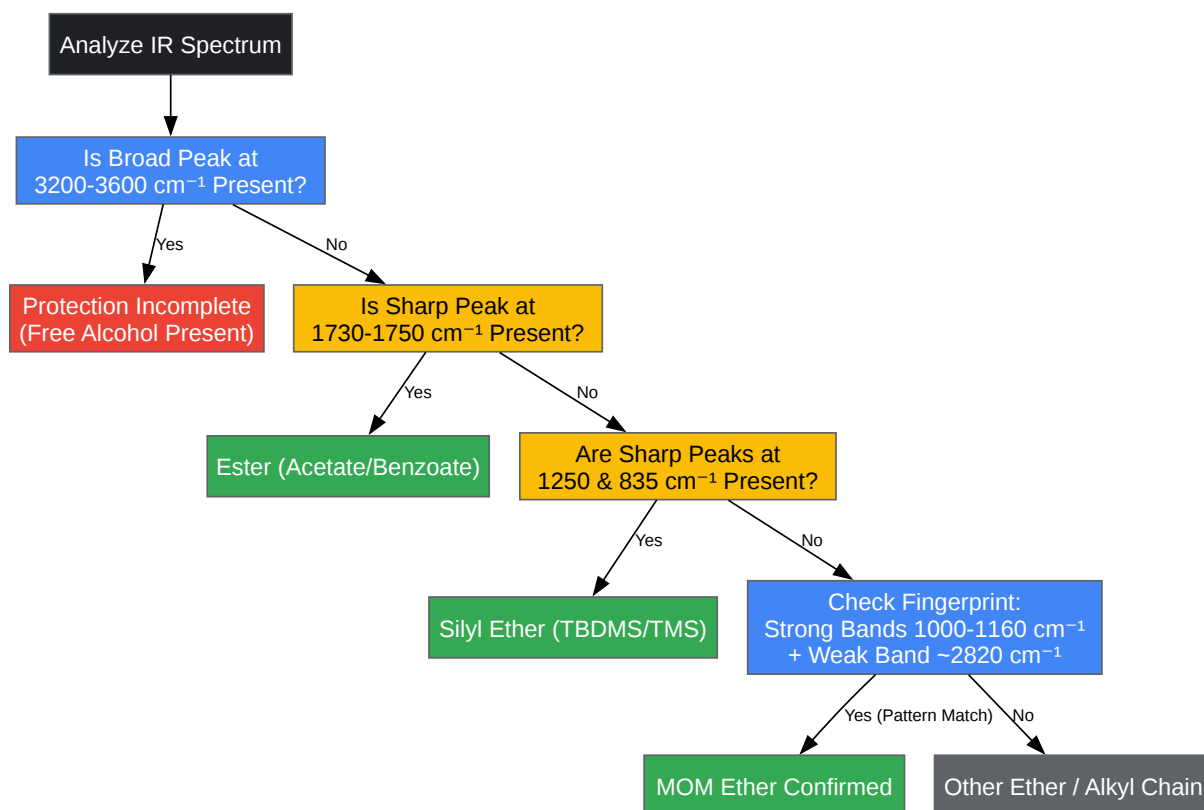 Analyze IR Spectrum
Is Broad Peak at
3200-3600 cm⁻¹ Present?
Yes
No
Protection Incomplete
(Free Alcohol Present)
Is Sharp Peak at
1730-1750 cm⁻¹ Present?
Yes
No
Ester (Acetate/Benzoate)
Are Sharp Peaks at
1250 & 835 cm⁻¹ Present?
Yes
No
Silyl Ether (TBDMS/TMS)
Check Fingerprint:
Strong Bands 1000-1160 cm⁻¹
+ Weak Band ~2820 cm⁻¹
Yes (Pattern Match)
No
MOM Ether Confirmed
Other Ether / Alkyl Chain